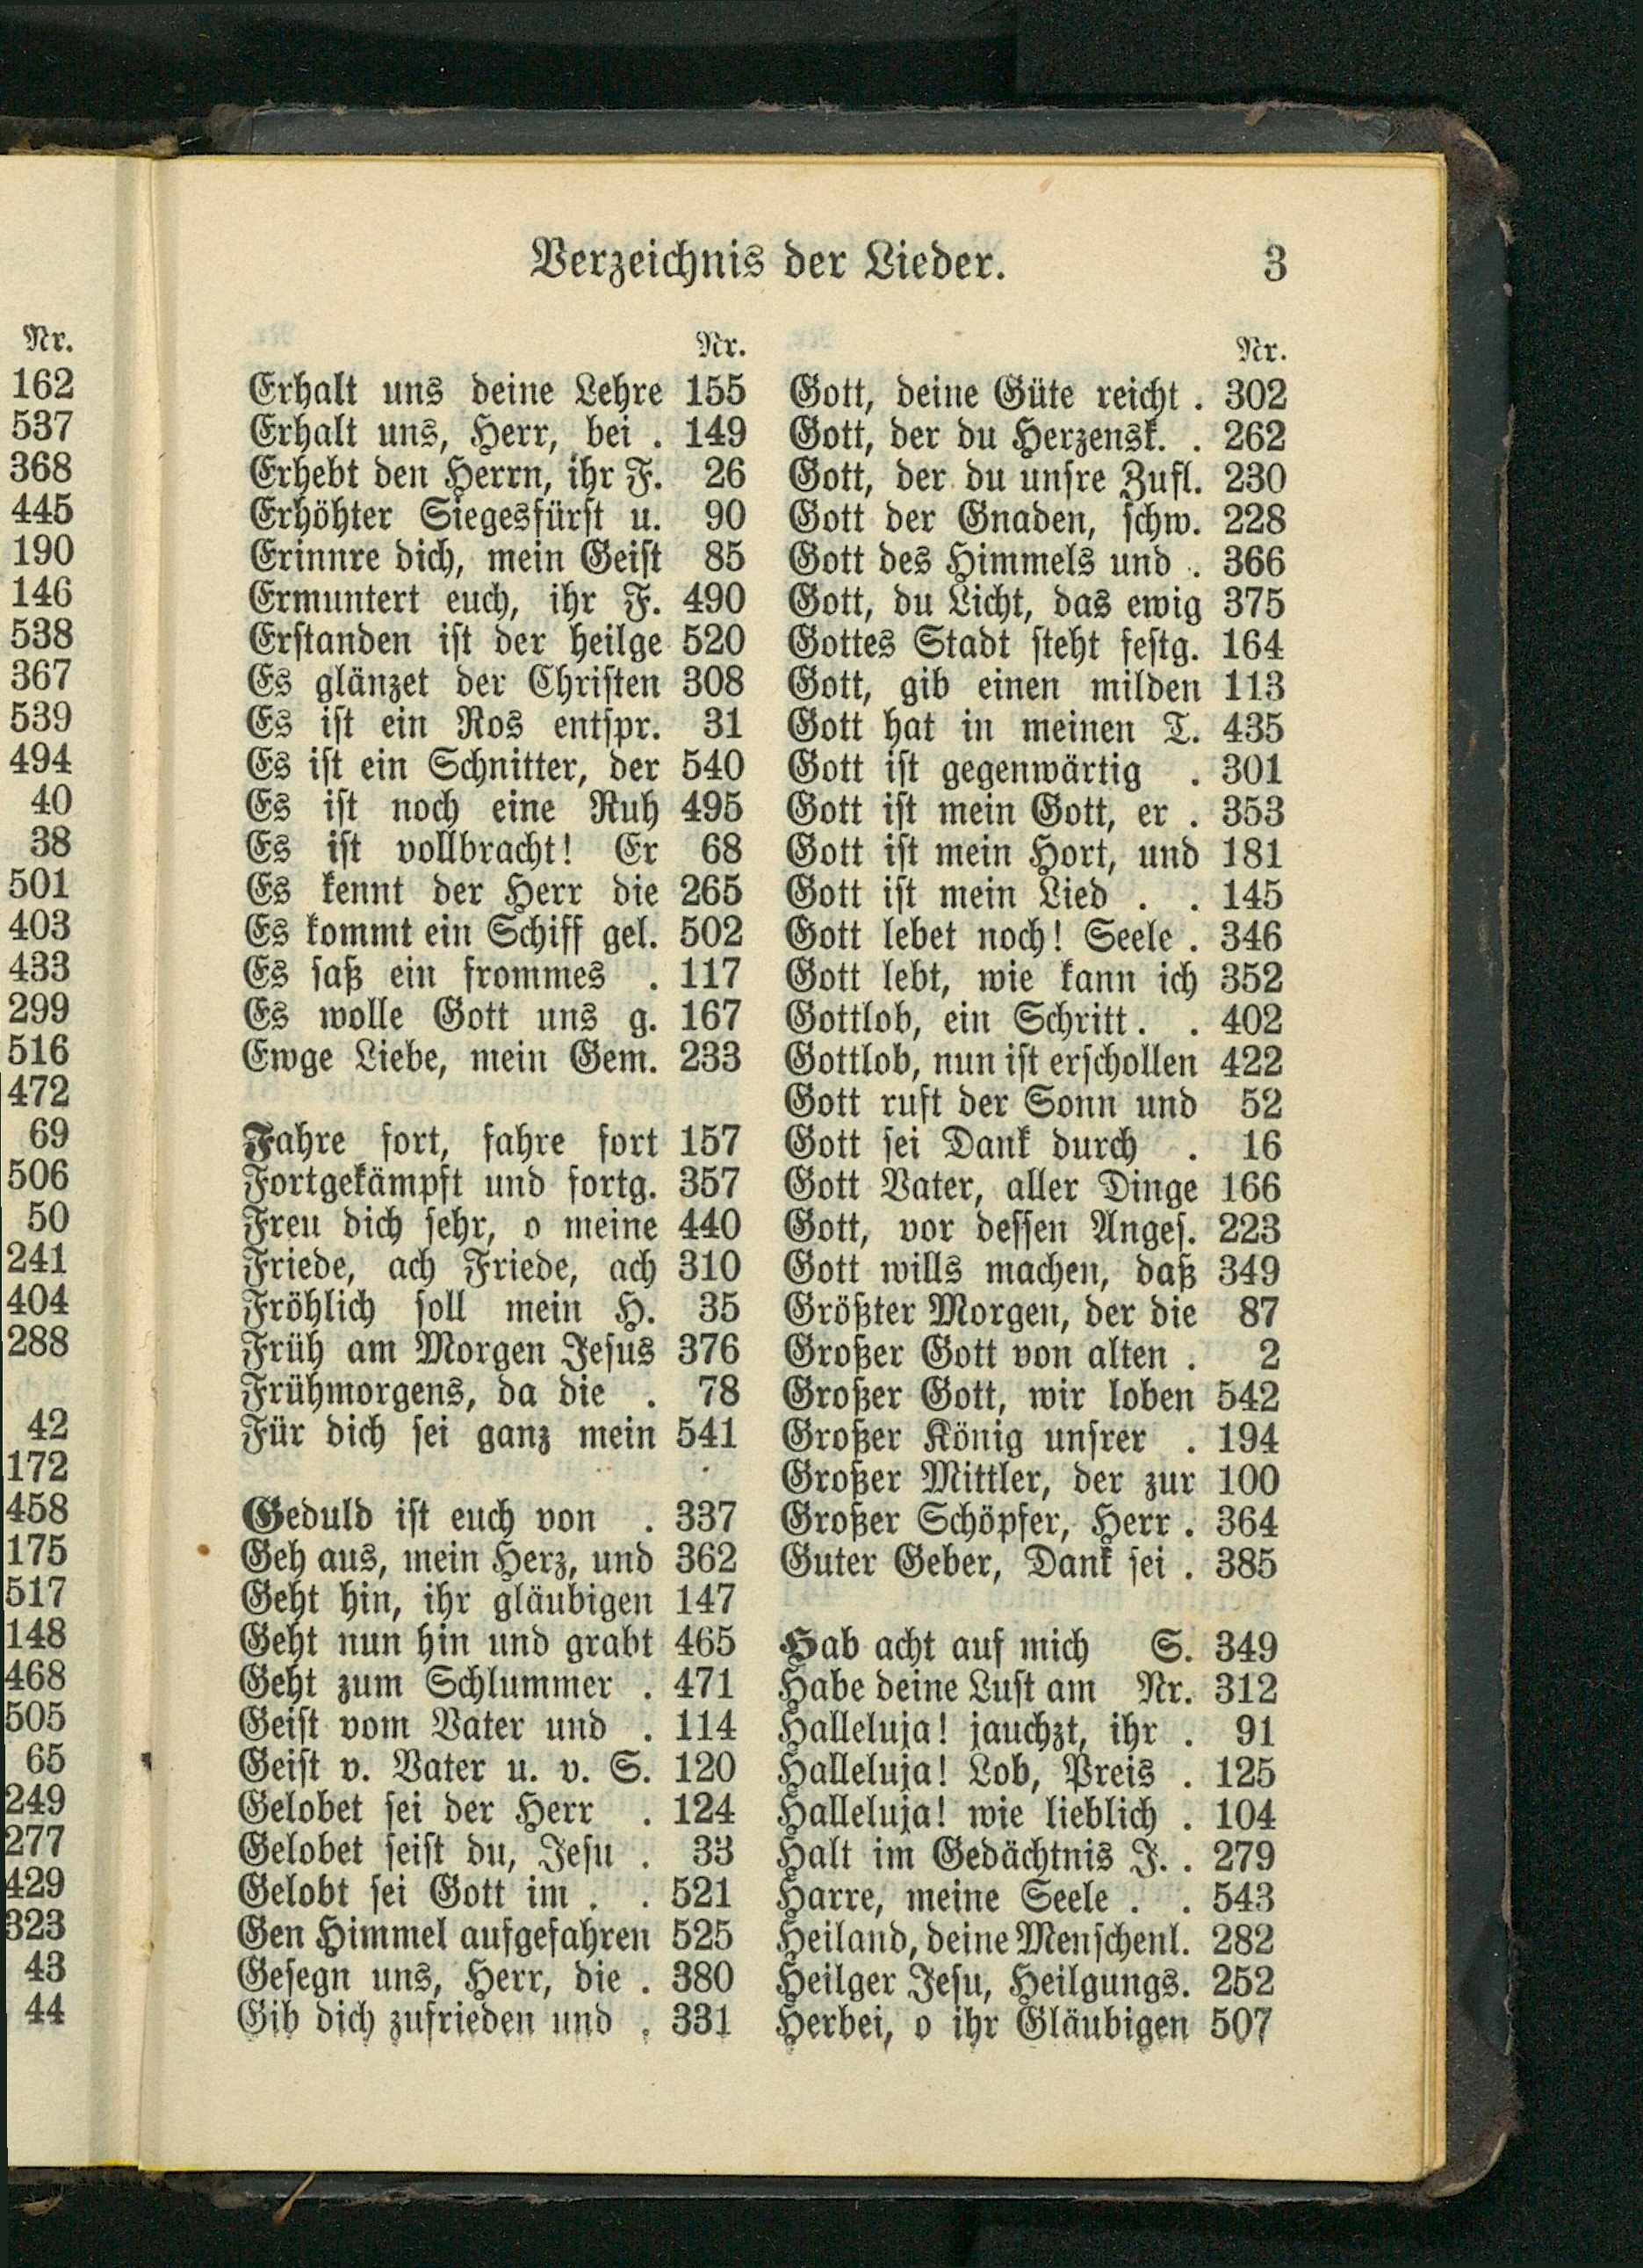 Nr.
162
537
368
445
190
146
538
367
539
494
40
38
501
403
433
299
516
472
69
506
50
241
404
288
42
172
458
175
517
148
468
505
65
249
277
429
323
43
44
Verzeichnis der Lieder. 3
Nr.
Erhalt uns deine Lehre 155
Erhalt uns, Herr, bei . 149
Erhebt den Herrn, ihr F. 26
Erhöhter Siegesfürst u. 90
Erinnre dich, mein Geist 85
Ermuntert euch, ihr F. 490
Erstanden ist der heilge 520
Es glänzet der Christen 308
Es ist ein Ros entspr. 31
Es ist ein Schnitter, der 540
Es ist noch eine Ruh 495
Es ist vollbracht! Er 68
Es kennt der Herr die 265
Es kommt ein Schiff gel. 502
Es saß ein frommes . 117
Es wolle Gott uns g. 167
Ewge Liebe, mein Gem. 233
Fahre fort, fahre fort 157
Fortgekämpft und fortg. 357
Freu dich sehr, o meine 440
Friede, ach Friede, ach 310
Fröhlich soll mein H. 35
Früh am Morgen Jesus 376
Frühmorgens, da die . 78
Für dich sei ganz mein 541
Geduld ist euch von . 337
Geh aus, mein Herz, und 362
Geht hin, ihr gläubigen 147
Geht nun hin und grabt 465
Geht zum Schlummer . 471
Geist vom Vater und . 114
Geist v. Vater u. v. S. 120
Gelobet sei der Herr . 124
Gelobet seist du, Jesu . 33
Gelobt sei Gott im . . 521
Gen Himmel aufgefahren 525
Gesegn uns, Herr, die . 380
Gib dich zufrieden und . 331
Nr.
Gott, deine Güte reicht . 302
Gott, der du Herzensk. . 262
Gott, der du unsre Zufl. 230
Gott der Gnaden, schw. 228
Gott des Himmels und . 366
Gott, du Licht, das ewig 375
Gottes Stadt steht festg. 164
Gott, gib einen milden 113
Gott hat in meinen T. 435
Gott ist gegenwärtig . 301
Gott ist mein Gott, er . 353
Gott ist mein Hort, und 181
Gott ist mein Lied . . 145
Gott lebet noch! Seele . 346
Gott lebt, wie kann ich 352
Gottlob, ein Schritt . . 402
Gottlob, nun ist erschollen 422
Gott ruft der Sonn und 52
Gott sei Dank durch . 16
Gott Vater, aller Dinge 166
Gott, vor dessen Anges. 223
Gott wills machen, daß 349
Größter Morgen, der die 87
Großer Gott von alten . 2
Großer Gott, wir loben 542
Großer König unsrer . 194
Großer Mittler, der zur 100
Großer Schöpfer, Herr . 364
Guter Geber, Dank sei . 385
Hab acht auf mich S. 349
Habe deine Lust am Nr. 312
Halleluja! jauchzt, ihr . 91
Halleluja! Lob, Preis . 125
Halleluja! wie lieblich . 104
Halt im Gedächtnis J. . 279
Harre, meine Seele . . 543
Heiland, deine Menschenl. 282
Heilger Jesu, Heilgungs. 252
Herbei, o ihr Gläubigen 507